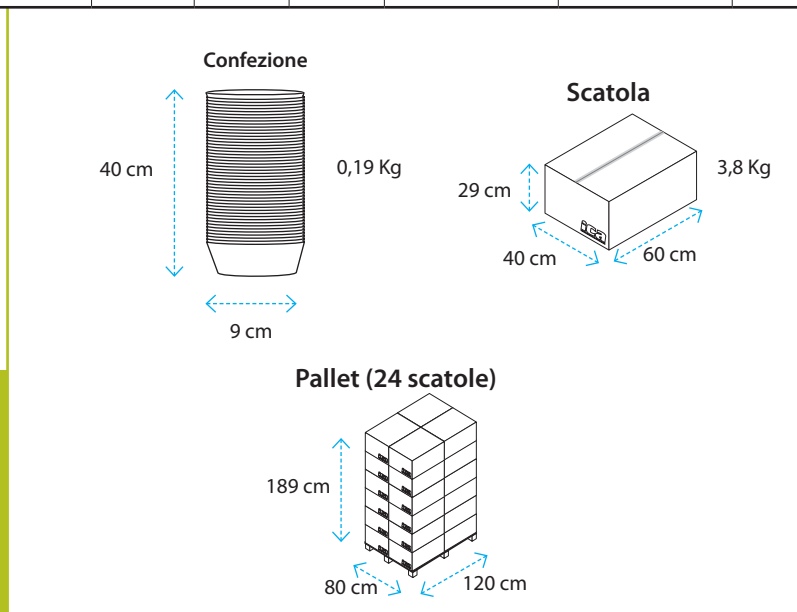 Confezione
40 cm
0,19 Kg
9 cm
Scatola
29 cm
3,8 Kg
ica
40 cm
60 cm
Pallet (24 scatole)
189 cm
80 cm
120 cm